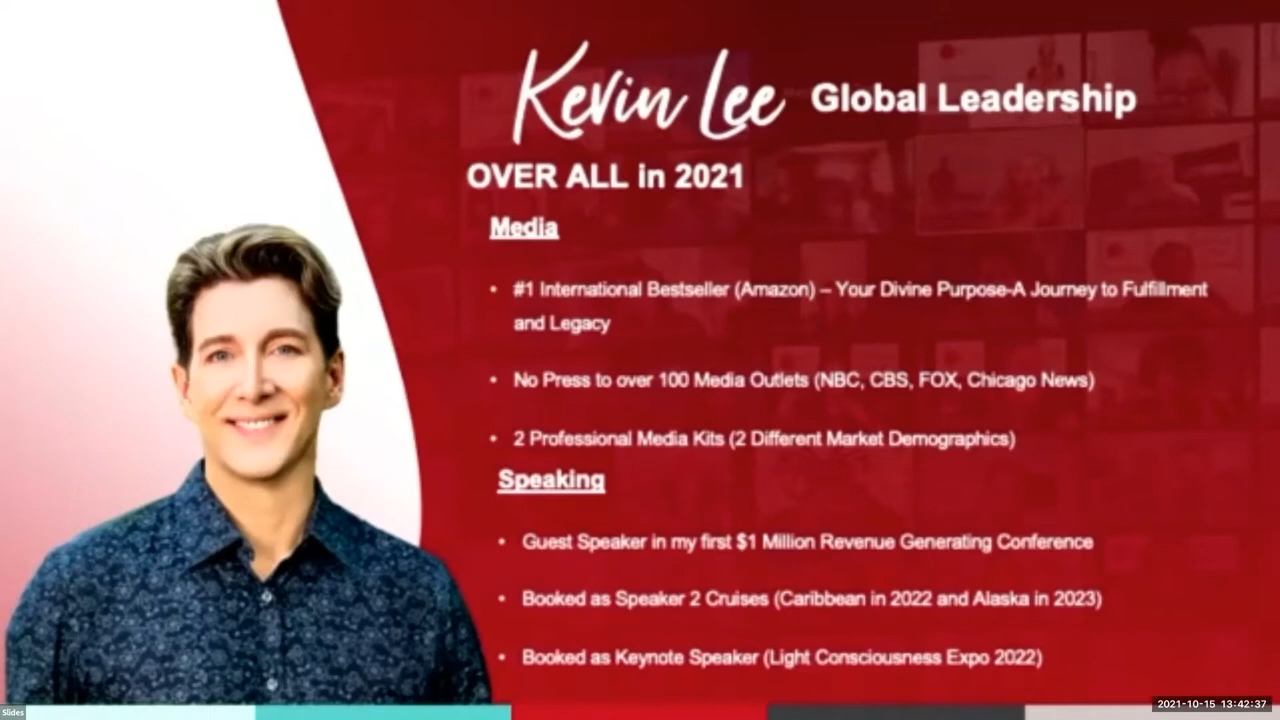 Kevin Lee Global Leadership
OVER ALL in 2021
Media
• #1 International Bestseller (Amazon) – Your Divine Purpose-A Journey to Fulfillment
and Legacy
• No Press to over 100 Media Outlets (NBC, CBS, FOX, Chicago News)
• 2 Professional Media Kits (2 Different Market Demographics)
Speaking
• Guest Speaker in my first $1 Million Revenue Generating Conference
• Booked as Speaker 2 Cruises (Caribbean in 2022 and Alaska in 2023)
• Booked as Keynote Speaker (Light Consciousness Expo 2022)
Slides
2021-10-15 13:42:37